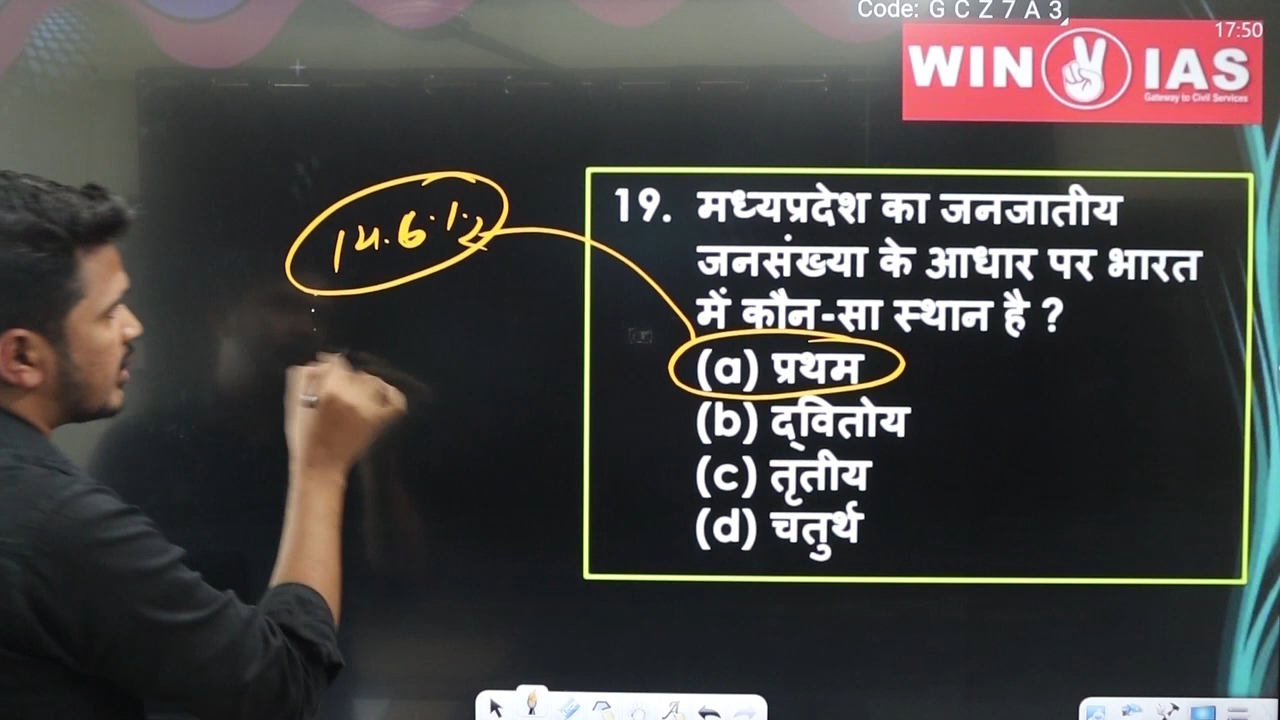 Code: G C Z 7 A 3
17:50
WIN IAS
Gateway to Civil Services
14.6%
19. मध्यप्रदेश का जनजातीय
जनसंख्या के आधार पर भारत
में कौन-सा स्थान है ?
(a) प्रथम
(b) द्वितोय
(c) तृतीय
(d) चतुर्थ